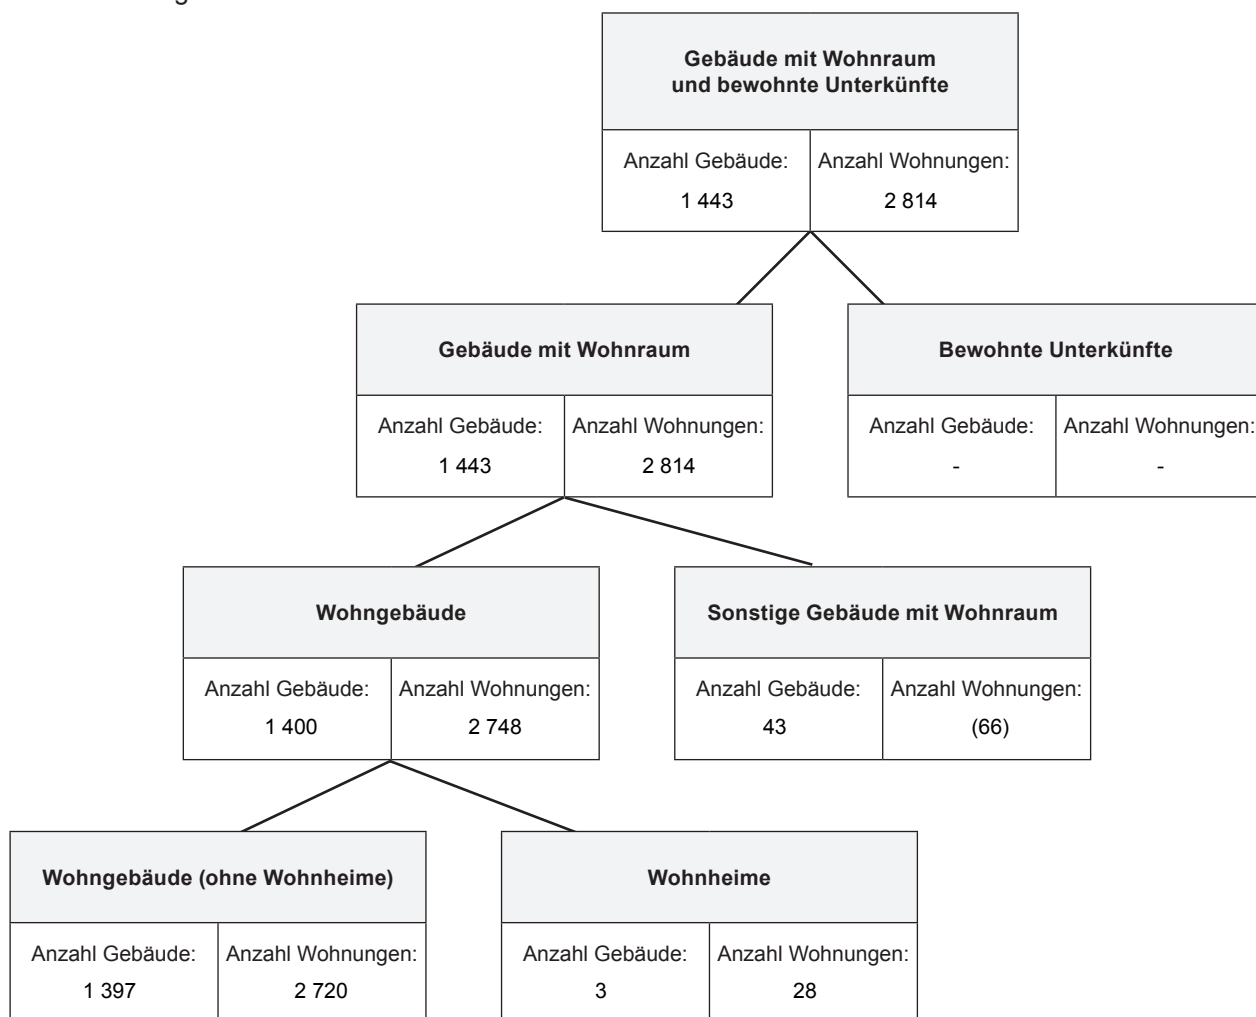 Gebäude mit Wohnraum
und bewohnte Unterkünfte
Anzahl Gebäude: Anzahl Wohnungen:
1 443 2 814
Gebäude mit Wohnraum Bewohnte Unterkünfte
Anzahl Gebäude: Anzahl Wohnungen: Anzahl Gebäude: Anzahl Wohnungen:
1 443 2 814 - -
Wohngebäude Sonstige Gebäude mit Wohnraum
Anzahl Gebäude: Anzahl Wohnungen: Anzahl Gebäude: Anzahl Wohnungen:
1 400 2 748 43 (66)
Wohngebäude (ohne Wohnheime) Wohnheime
Anzahl Gebäude: Anzahl Wohnungen: Anzahl Gebäude: Anzahl Wohnungen:
1 397 2 720 3 28